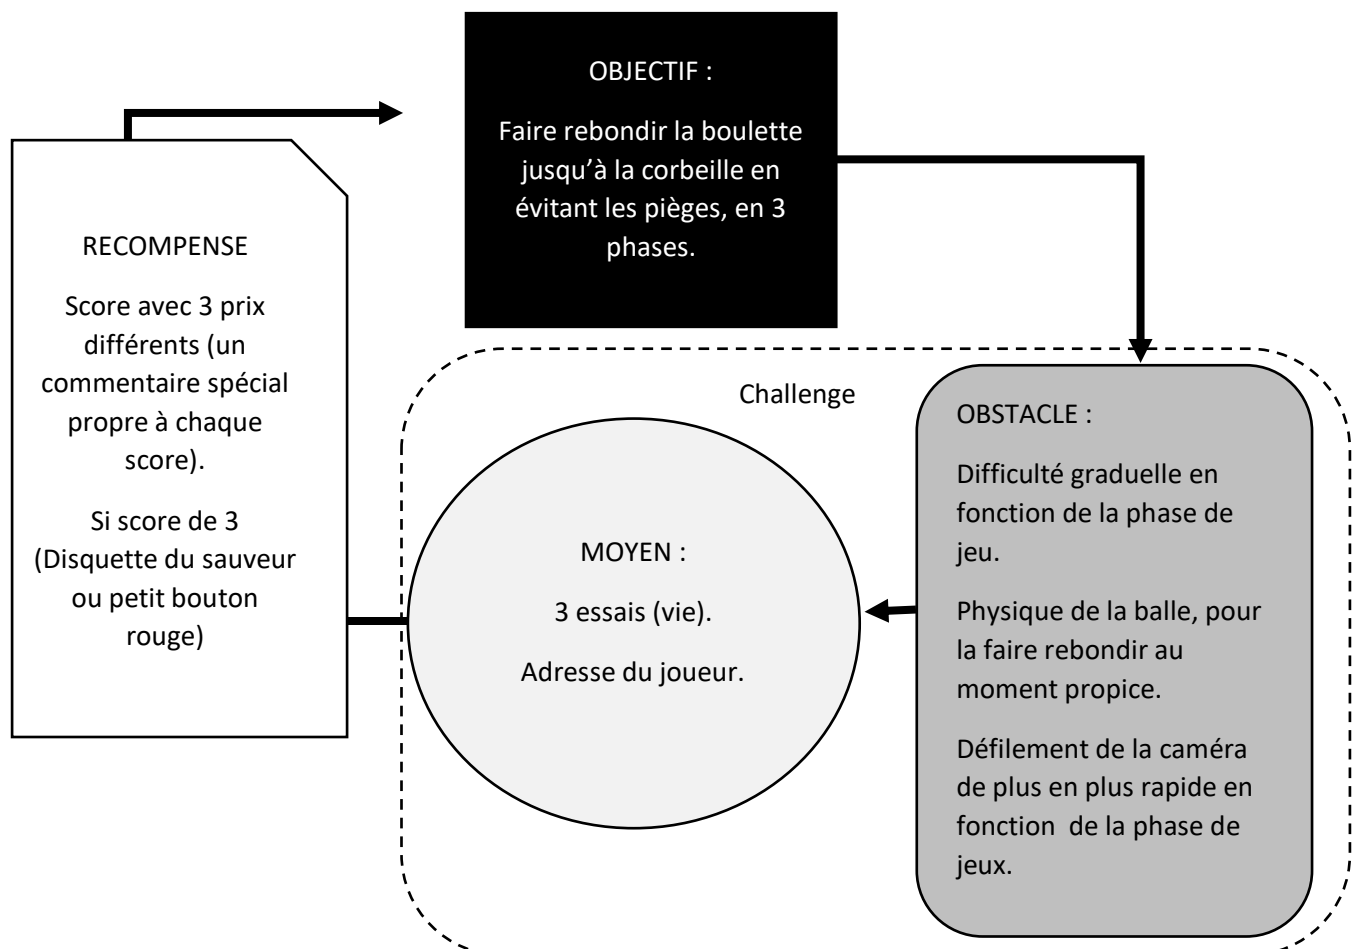 OBJECTIF :
Faire rebondir la boulette
jusqu’à la corbeille en
évitant les pièges, en 3
phases.
RECOMPENSE
Score avec 3 prix
différents (un
commentaire spécial
propre à chaque
score).
Si score de 3
(Disquette du sauveur
ou petit bouton
rouge)
Challenge
MOYEN :
3 essais (vie).
Adresse du joueur.
OBSTACLE :
Difficulté graduelle en
fonction de la phase de
jeu.
Physique de la balle, pour
la faire rebondir au
moment propice.
Défilement de la caméra
de plus en plus rapide en
fonction  de la phase de
jeux.